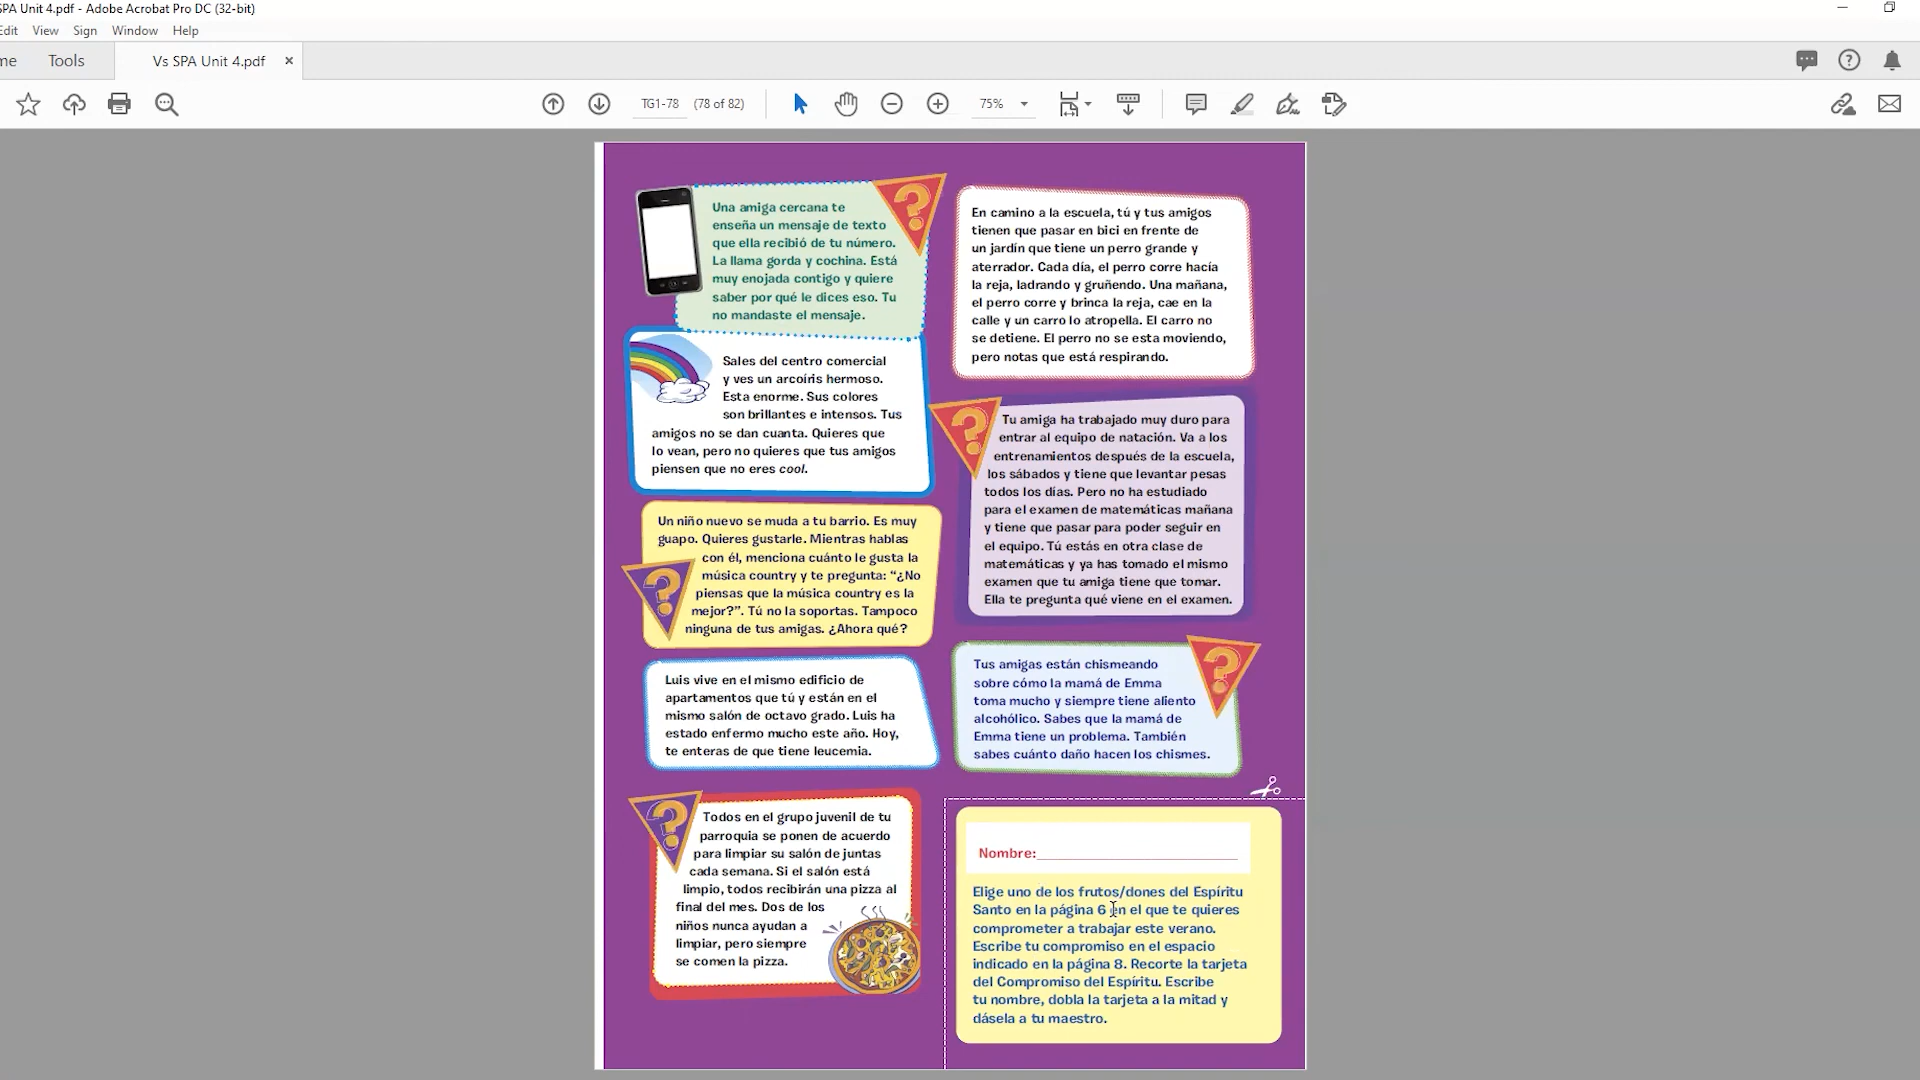 SPA Unit 4.pdf - Adobe Acrobat Pro DC (32-bit)
Edit View Sign Window Help
me Tools Vs SPA Unit 4.pdf ×
TG1-78 (78 of 82) 75%
Una amiga cercana te
enseña un mensaje de texto
que ella recibió de tu número.
La llama gorda y cochina. Está
muy enojada contigo y quiere
saber por qué le dices eso. Tu
no mandaste el mensaje.
?
Sales del centro comercial
y ves un arcoíris hermoso.
Esta enorme. Sus colores
son brillantes e intensos. Tus
amigos no se dan cuanta. Quieres que
lo vean, pero no quieres que tus amigos
piensen que no eres cool.
Un niño nuevo se muda a tu barrio. Es muy
guapo. Quieres gustarle. Mientras hablas
con él, menciona cuánto le gusta la
música country y te pregunta: “¿No
piensas que la música country es la
mejor?”. Tú no la soportas. Tampoco
ninguna de tus amigas. ¿Ahora qué?
?
Luis vive en el mismo edificio de
apartamentos que tú y están en el
mismo salón de octavo grado. Luis ha
estado enfermo mucho este año. Hoy,
te enteras de que tiene leucemia.
?
Todos en el grupo juvenil de tu
parroquia se ponen de acuerdo
para limpiar su salón de juntas
cada semana. Si el salón está
limpio, todos recibirán una pizza al
final del mes. Dos de los
niños nunca ayudan a
limpiar, pero siempre
se comen la pizza.
En camino a la escuela, tú y tus amigos
tienen que pasar en bici en frente de
un jardín que tiene un perro grande y
aterrador. Cada día, el perro corre hacía
la reja, ladrando y gruñendo. Una mañana,
el perro corre y brinca la reja, cae en la
calle y un carro lo atropella. El carro no
se detiene. El perro no se esta moviendo,
pero notas que está respirando.
?
Tu amiga ha trabajado muy duro para
entrar al equipo de natación. Va a los
entrenamientos después de la escuela,
los sábados y tiene que levantar pesas
todos los días. Pero no ha estudiado
para el examen de matemáticas mañana
y tiene que pasar para poder seguir en
el equipo. Tú estás en otra clase de
matemáticas y ya has tomado el mismo
examen que tu amiga tiene que tomar.
Ella te pregunta qué viene en el examen.
Tus amigas están chismeando
sobre cómo la mamá de Emma
toma mucho y siempre tiene aliento
alcohólico. Sabes que la mamá de
Emma tiene un problema. También
sabes cuánto daño hacen los chismes.
?
Nombre:__________________________
Elige uno de los frutos/dones del Espíritu
Santo en la página 6 en el que te quieres
comprometer a trabajar este verano.
Escribe tu compromiso en el espacio
indicado en la página 8. Recorte la tarjeta
del Compromiso del Espíritu. Escribe
tu nombre, dobla la tarjeta a la mitad y
dásela a tu maestro.